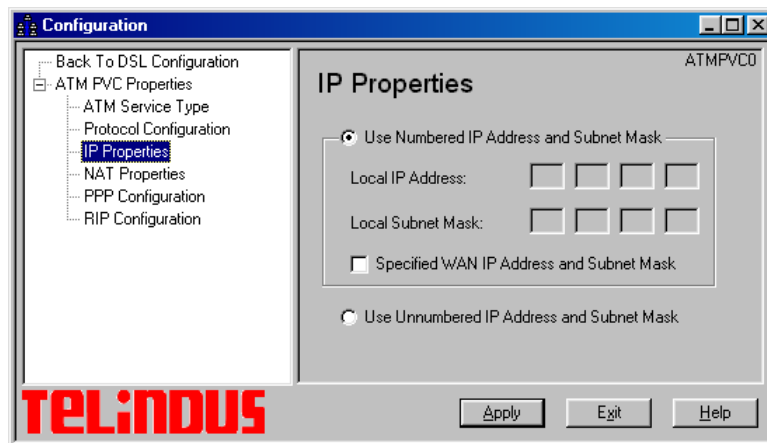 Configuration
Back To DSL Configuration
ATM PVC Properties
ATM Service Type
Protocol Configuration
IP Properties
NAT Properties
PPP Configuration
RIP Configuration
ATMPVC0
IP Properties
Use Numbered IP Address and Subnet Mask
Local IP Address:
Local Subnet Mask:
Specified WAN IP Address and Subnet Mask
Use Unnumbered IP Address and Subnet Mask
TELiNDUS
Apply Exit Help